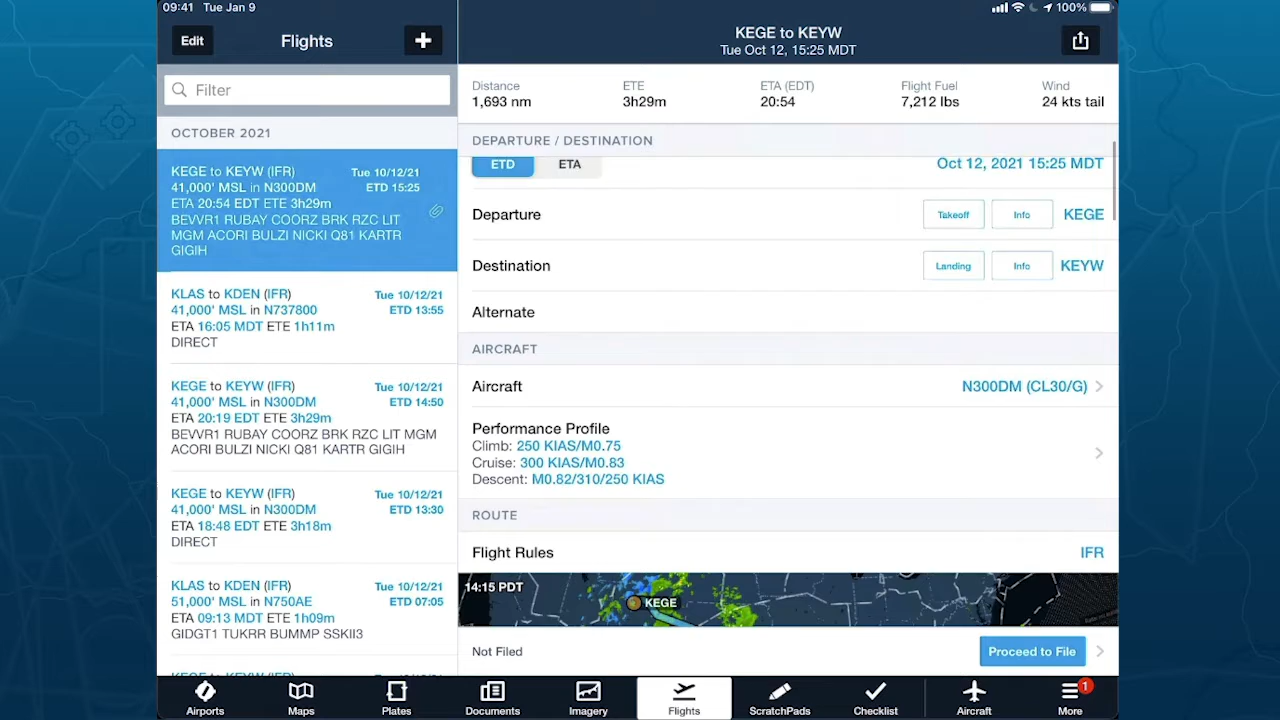 09:41 Tue Jan 9
100%
Edit
Flights
+
KEGE to KEYW
Tue Oct 12, 15:25 MDT
Filter
Distance
1,693 nm
ETE
3h29m
ETA (EDT)
20:54
Flight Fuel
7,212 lbs
Wind
24 kts tail
OCTOBER 2021
KEGE to KEYW (IFR) Tue 10/12/21
41,000' MSL in N300DM ETD 15:25
ETA 20:54 EDT ETE 3h29m
BEVVR1 RUBAY COORZ BRK RZC LIT
MGM ACORI BULZI NICKI Q81 KARTR
GIGIH
KLAS to KDEN (IFR) Tue 10/12/21
41,000' MSL in N737800 ETD 13:55
ETA 16:05 MDT ETE 1h11m
DIRECT
KEGE to KEYW (IFR) Tue 10/12/21
41,000' MSL in N300DM ETD 14:50
ETA 20:19 EDT ETE 3h29m
BEVVR1 RUBAY COORZ BRK RZC LIT MGM
ACORI BULZI NICKI Q81 KARTR GIGIH
KEGE to KEYW (IFR) Tue 10/12/21
41,000' MSL in N300DM ETD 13:30
ETA 18:48 EDT ETE 3h18m
DIRECT
KLAS to KDEN (IFR) Tue 10/12/21
51,000' MSL in N750AE ETD 07:05
ETA 09:13 MDT ETE 1h09m
GIDGT1 TUKRR BUMMP SSKII3
DEPARTURE / DESTINATION
ETD ETA Oct 12, 2021 15:25 MDT
Departure Takeoff Info KEGE
Destination Landing Info KEYW
Alternate
AIRCRAFT
Aircraft N300DM (CL30/G)
Performance Profile
Climb: 250 KIAS/M0.75
Cruise: 300 KIAS/M0.83
Descent: M0.82/310/250 KIAS
ROUTE
Flight Rules IFR
14:15 PDT
KEGE
Not Filed Proceed to File
Airports Maps Plates Documents Imagery Flights ScratchPads Checklist Aircraft More
1